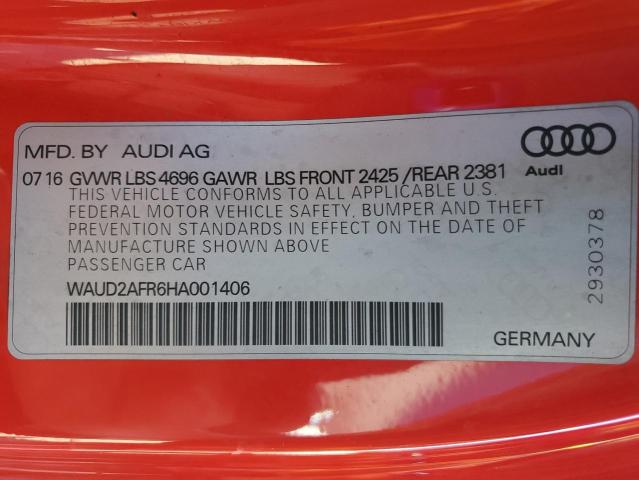 MFD. BY AUDI AG
Audi
07 16 GVWR LBS 4696 GAWR LBS FRONT 2425 /REAR 2381
THIS VEHICLE CONFORMS TO ALL APPLICABLE U.S.
FEDERAL MOTOR VEHICLE SAFETY, BUMPER AND THEFT
PREVENTION STANDARDS IN EFFECT ON THE DATE OF
MANUFACTURE SHOWN ABOVE
PASSENGER CAR
WAUD2AFR6HA001406
2930378
GERMANY